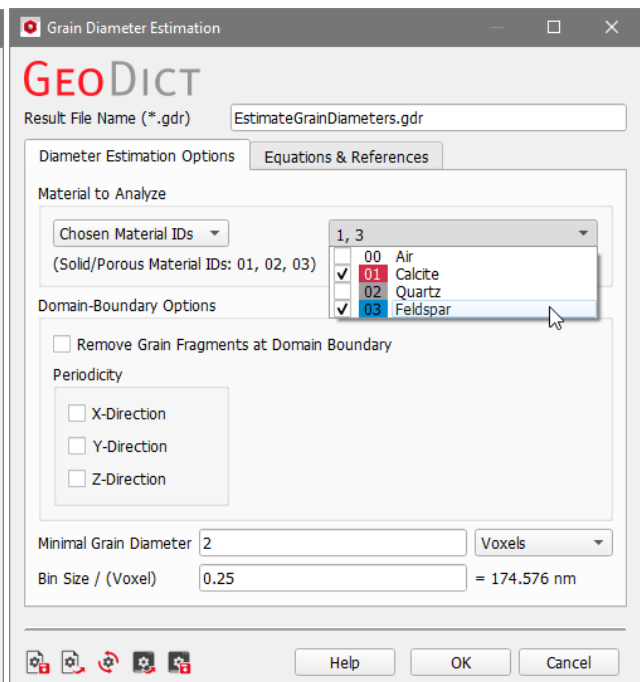 Grain Diameter Estimation
GEODICT
Result File Name (*.gdr) EstimateGrainDiameters.gdr
Diameter Estimation Options Equations & References
Material to Analyze
Chosen Material IDs 1, 3
(Solid/Porous Material IDs: 01, 02, 03)
00 Air
01 Calcite
02 Quartz
03 Feldspar
Domain-Boundary Options
Remove Grain Fragments at Domain Boundary
Periodicity
X-Direction
Y-Direction
Z-Direction
Minimal Grain Diameter 2 Voxels
Bin Size / (Voxel) 0.25 = 174.576 nm
Help OK Cancel